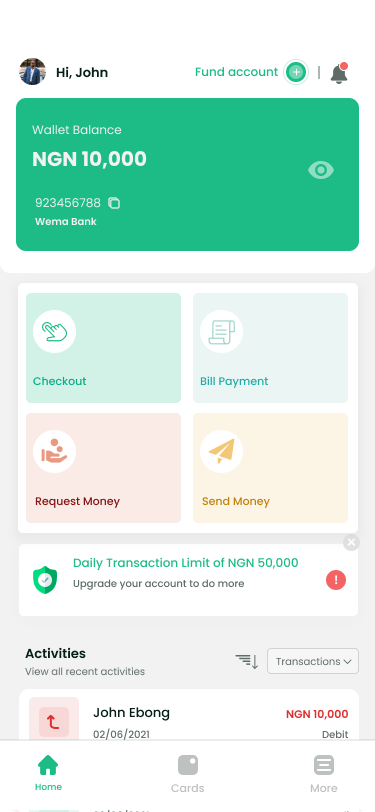 Hi, John
Fund account
Wallet Balance
NGN 10,000
923456788
Wema Bank
Checkout
Bill Payment
Request Money
Send Money
Daily Transaction Limit of NGN 50,000
Upgrade your account to do more
Activities
View all recent activities
Transactions
John Ebong
NGN 10,000
02/06/2021
Debit
Home
Cards
More